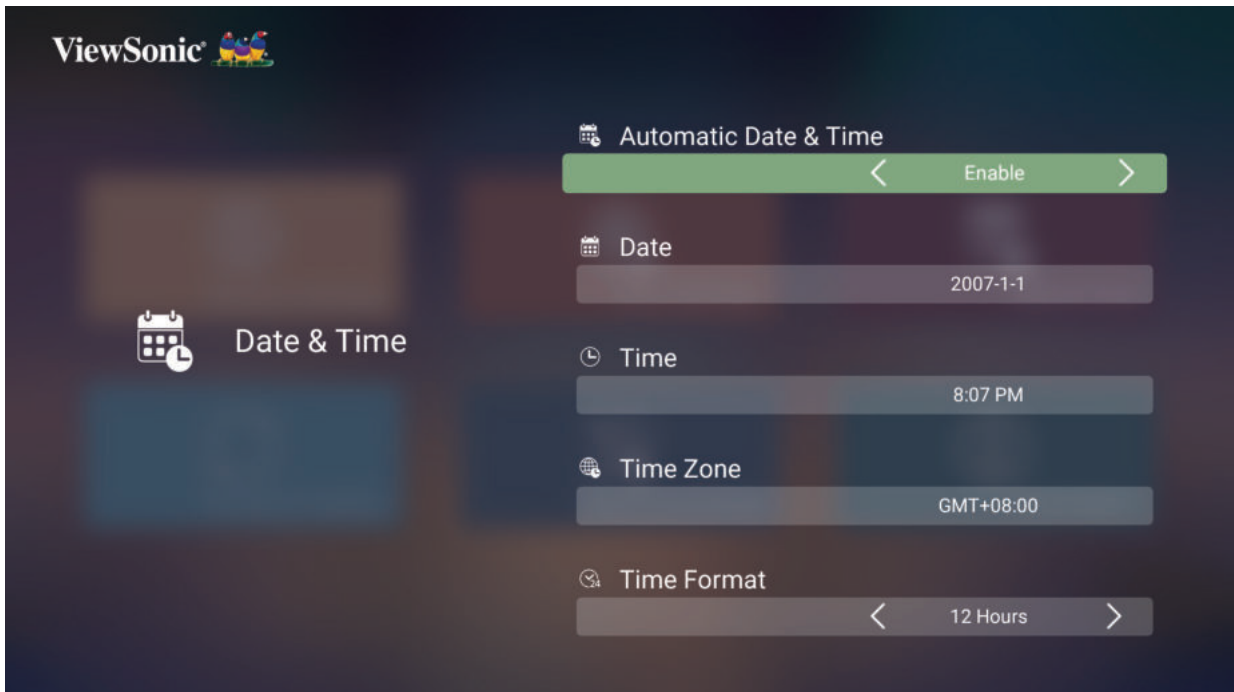 ViewSonic
Automatic Date & Time
Enable
Date
2007-1-1
Date & Time
Time
8:07 PM
Time Zone
GMT+08:00
Time Format
12 Hours